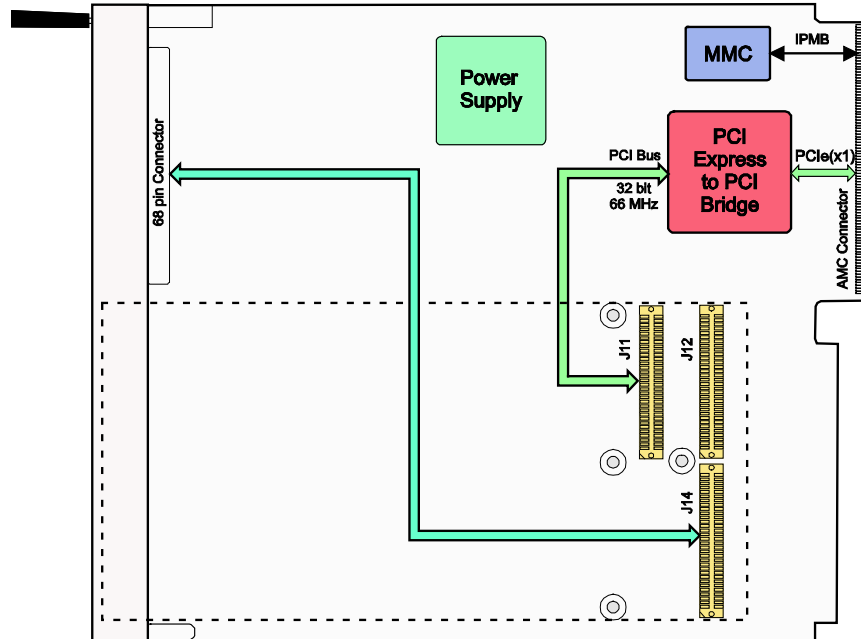 MMC
IPMB
Power
Supply
68 pin Connector
PCI Bus
32 bit
66 MHz
PCI
Express
to PCI
Bridge
PCIe(x1)
AMC Connector
J11
J12
J14